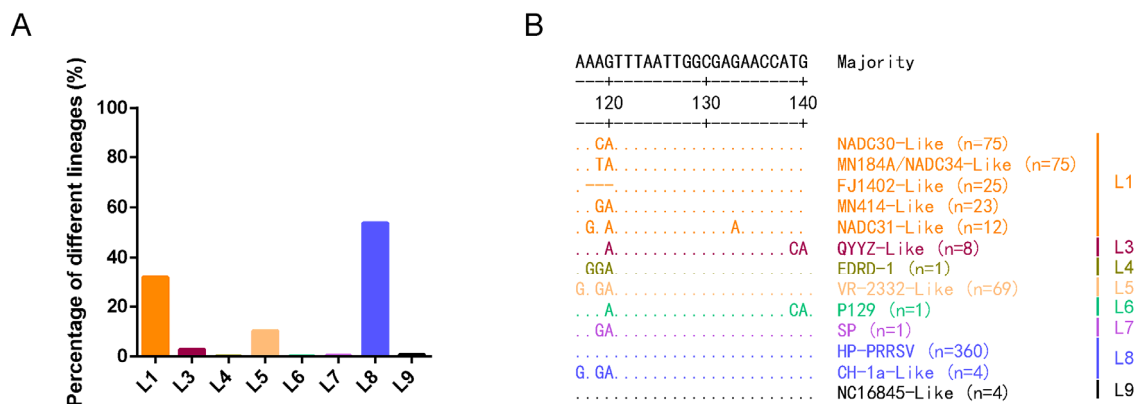 A
Percentage of different lineages (%)
100
80
60
40
20
0
L1 L3 L4 L5 L6 L7 L8 L9
B
AAAGTTTAATTGGCGAGAACCATG Majority
---+---------+---------+
120 130 140
---+---------+---------+
..CA.................... NADC30-Like (n=75)
..TA.................... MN184A/NADC34-Like (n=75)
.---.................... FJ1402-Like (n=25)
..GA.................... MN414-Like (n=23)
.G.A............A....... NADC31-Like (n=12)
L1
...A..................CA QYYZ-Like (n=8) L3
.GGA.................... EDRD-1 (n=1) L4
G.GA.................... VR-2332-Like (n=69) L5
...A..................CA P129 (n=1) L6
..GA.................... SP (n=1) L7
........................ HP-PRRSV (n=360)
G.GA.................... CH-1a-Like (n=4)
L8
........................ NC16845-Like (n=4) L9